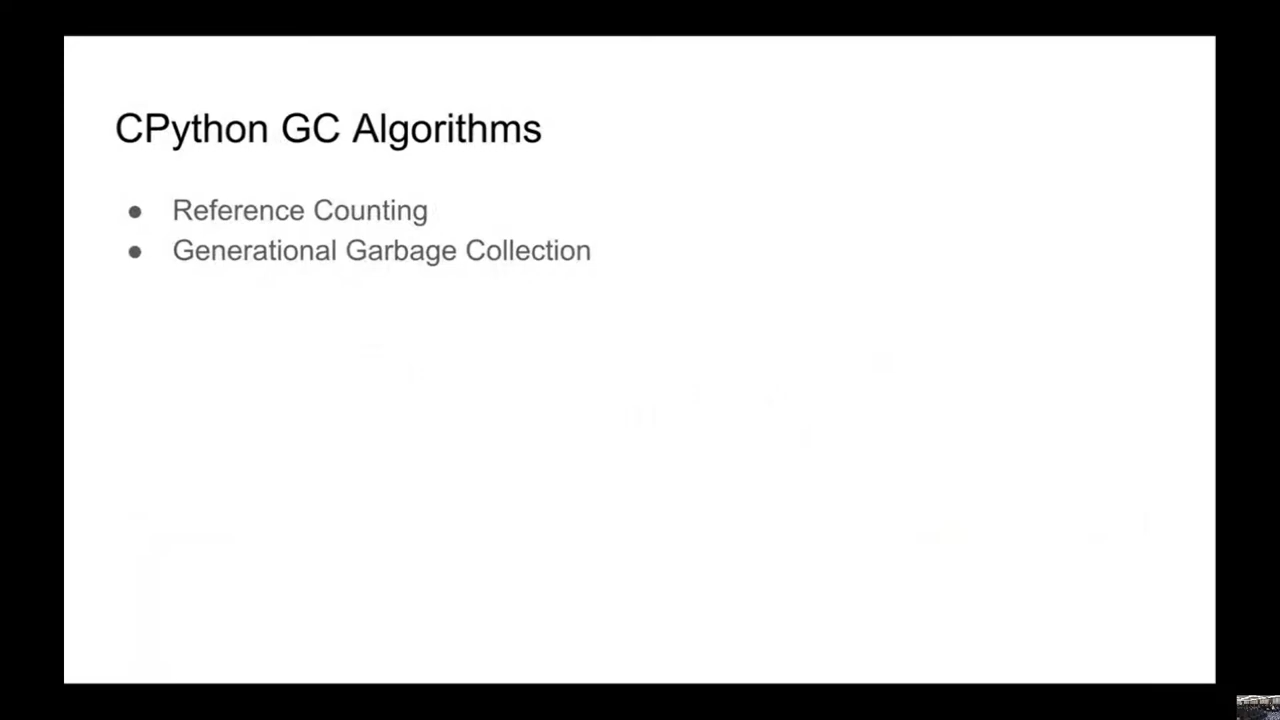 CPython GC Algorithms
● Reference Counting
● Generational Garbage Collection